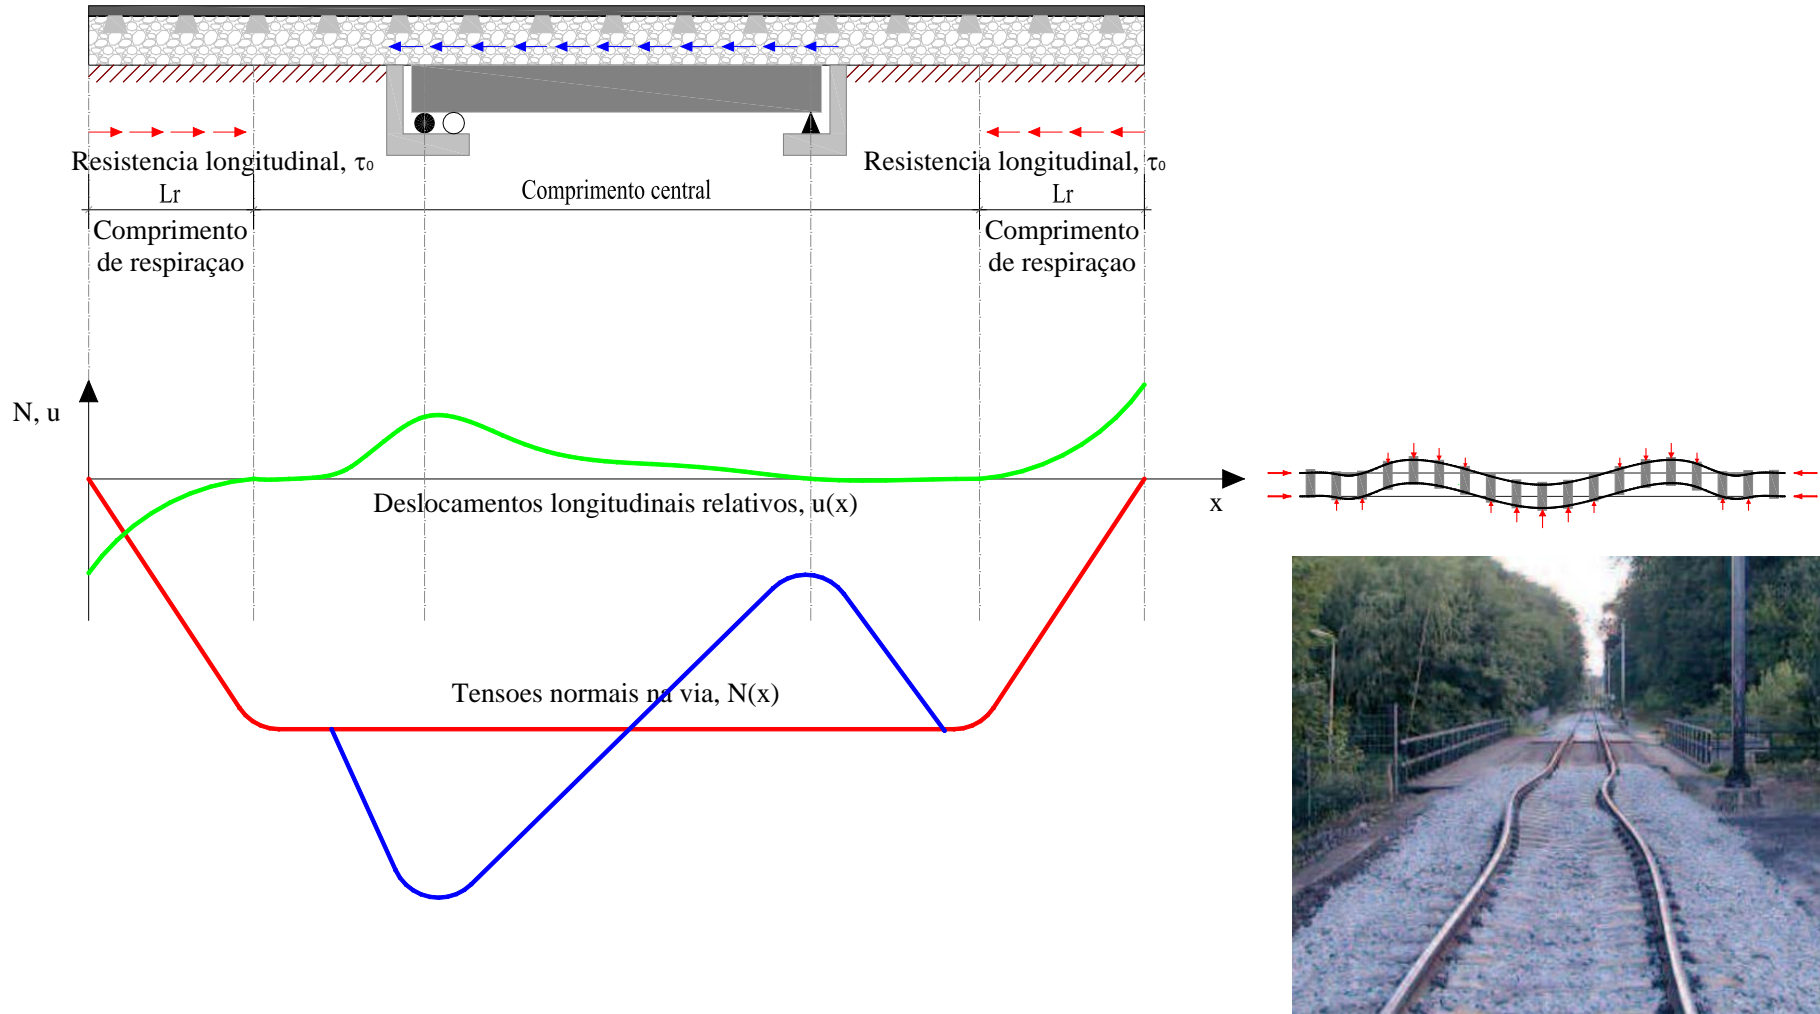 Resistencia longitudinal, τ₀
Lr
Comprimento
de respiraçao
Comprimento central
Resistencia longitudinal, τ₀
Lr
Comprimento
de respiraçao
N, u
Deslocamentos longitudinais relativos, u(x)
x
Tensoes normais na via, N(x)